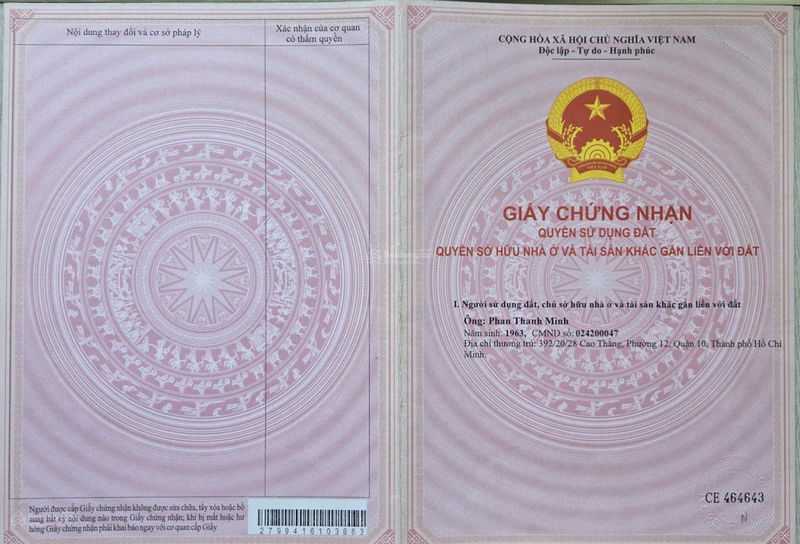 Nội dung thay đổi và cơ sở pháp lý
Xác nhận của cơ quan
có thẩm quyền
Người được cấp Giấy chứng nhận không được sửa chữa, tẩy xóa hoặc bổ
sung bất kỳ nội dung nào trong Giấy chứng nhận; khi bị mất hoặc hư
hỏng Giấy chứng nhận phải khai báo ngay với cơ quan cấp Giấy.
2799416103863
CỘNG HÒA XÃ HỘI CHỦ NGHĨA VIỆT NAM
Độc lập - Tự do - Hạnh phúc
VIỆT NAM
GIẤY CHỨNG NHẬN
QUYỀN SỬ DỤNG ĐẤT
QUYỀN SỞ HỮU NHÀ Ở VÀ TÀI SẢN KHÁC GẮN LIỀN VỚI ĐẤT
I. Người sử dụng đất, chủ sở hữu nhà ở và tài sản khác gắn liền với đất
Ông: Phan Thanh Minh
Năm sinh: 1963, CMND số: 024200047
Địa chỉ thường trú: 392/20/28 Cao Thắng, Phường 12, Quận 10, Thành phố Hồ Chí
Minh.
CE 464643
N